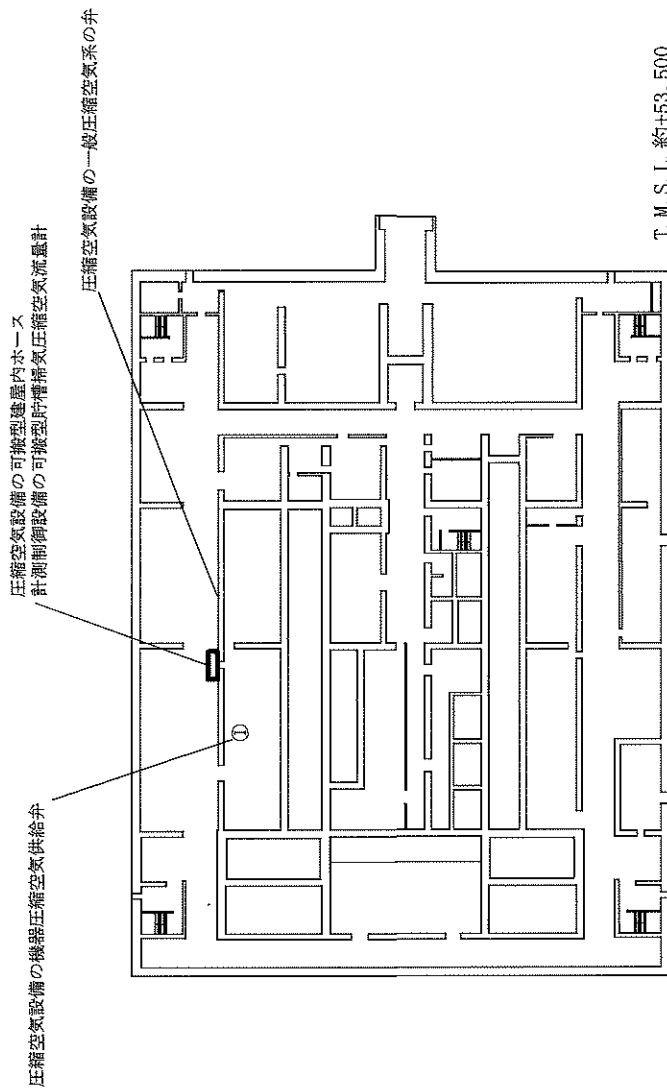 圧縮空気設備の機器圧縮空気供給弁
圧縮空気設備の可搬型建屋内ホース
計測制御設備の可搬型貯槽掃気圧縮空気流量計
圧縮空気設備の一般圧縮空気系の弁
①
T.M.S.L.約+53,500